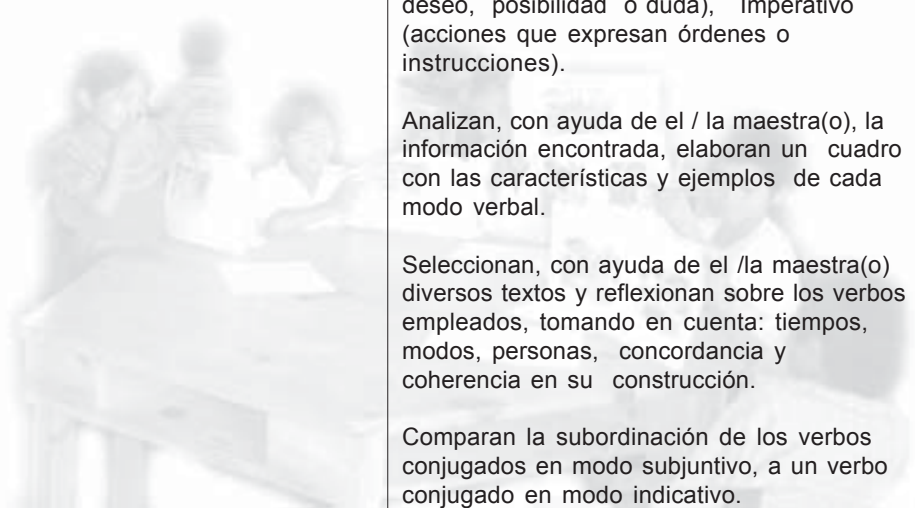 deseo, posibilidad o duda), Imperativo
(acciones que expresan órdenes o
instrucciones).
Analizan, con ayuda de el / la maestra(o), la
información encontrada, elaboran un cuadro
con las características y ejemplos de cada
modo verbal.
Seleccionan, con ayuda de el /la maestra(o)
diversos textos y reflexionan sobre los verbos
empleados, tomando en cuenta: tiempos,
modos, personas, concordancia y
coherencia en su construcción.
Comparan la subordinación de los verbos
conjugados en modo subjuntivo, a un verbo
conjugado en modo indicativo.